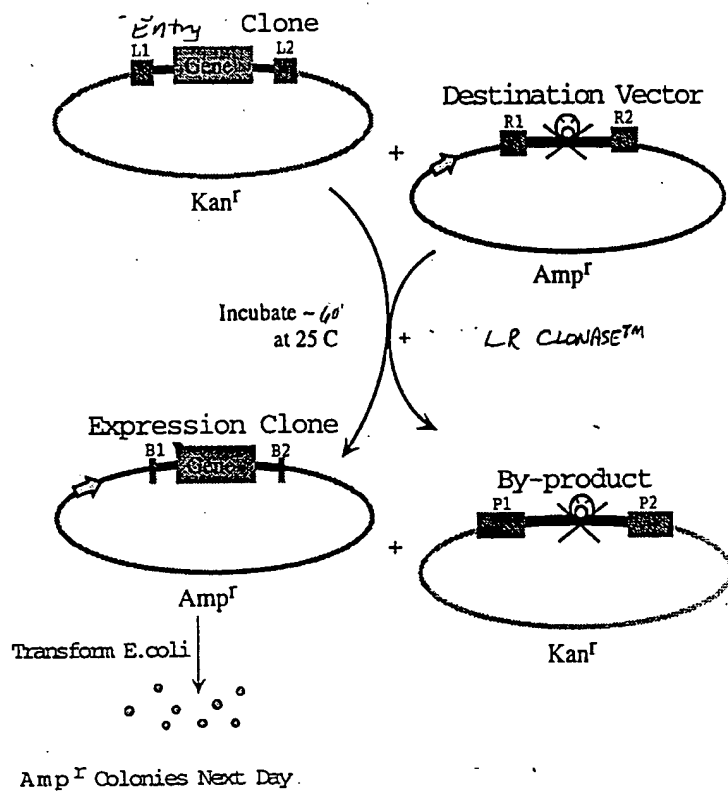 Entry Clone
L1 Gene L2
Destination Vector
R1 R2
+
Kanʳ
Ampʳ
Incubate ~ 60'
at 25 C
+ LR CLONASE™
Expression Clone
B1 Gene B2
By-product
P1 P2
+
Ampʳ
Kanʳ
Transform E.coli
Ampʳ Colonies Next Day